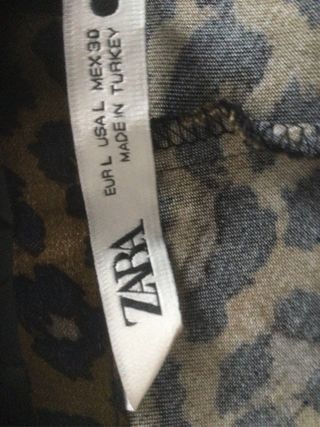 ZARA
EUR L USA L MEX 30
MADE IN TURKEY